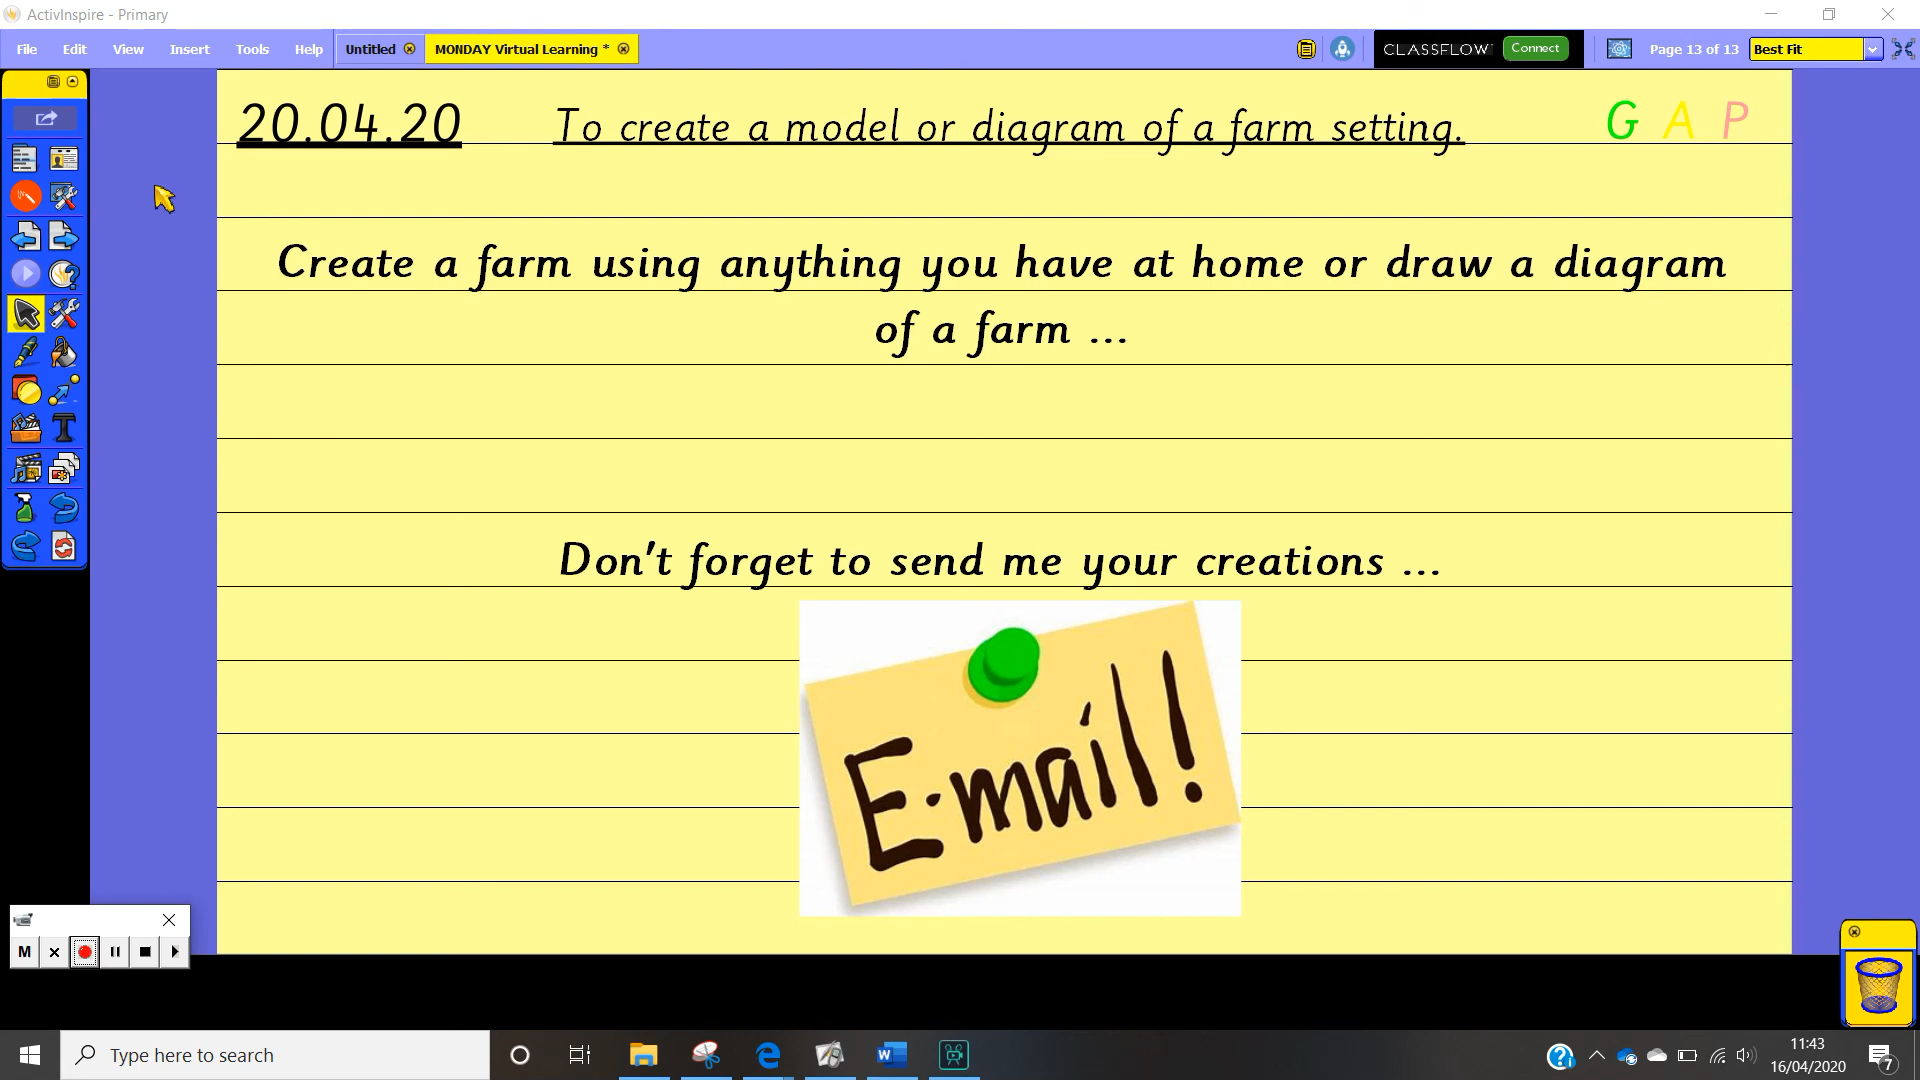 ActivInspire - Primary
File Edit View Insert Tools Help Untitled MONDAY Virtual Learning * CLASSFLOW Connect Page 13 of 13 Best Fit
20.04.20 To create a model or diagram of a farm setting. G A P
Create a farm using anything you have at home or draw a diagram
of a farm ...
Don't forget to send me your creations ...
E-mail!
M
Type here to search
11:43
16/04/2020
7